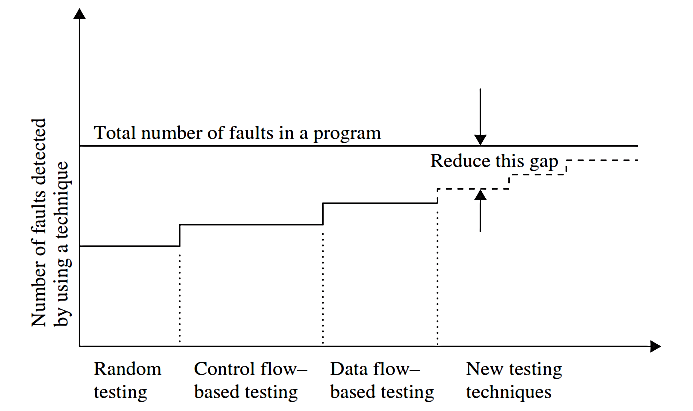 Number of faults detected
by using a technique
Total number of faults in a program
Reduce this gap
Random
testing
Control flow–
based testing
Data flow–
based testing
New testing
techniques